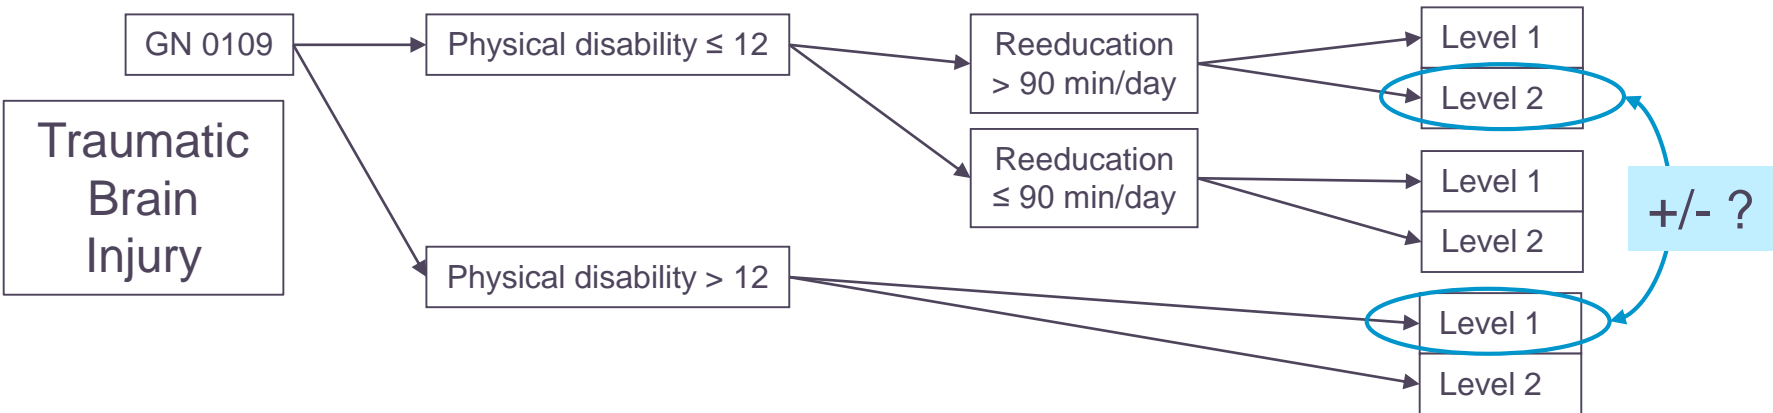 GN 0109
Traumatic
Brain
Injury
Physical disability ≤ 12
Physical disability > 12
Reeducation
> 90 min/day
Reeducation
≤ 90 min/day
Level 1
Level 2
Level 1
Level 2
Level 1
Level 2
+/- ?